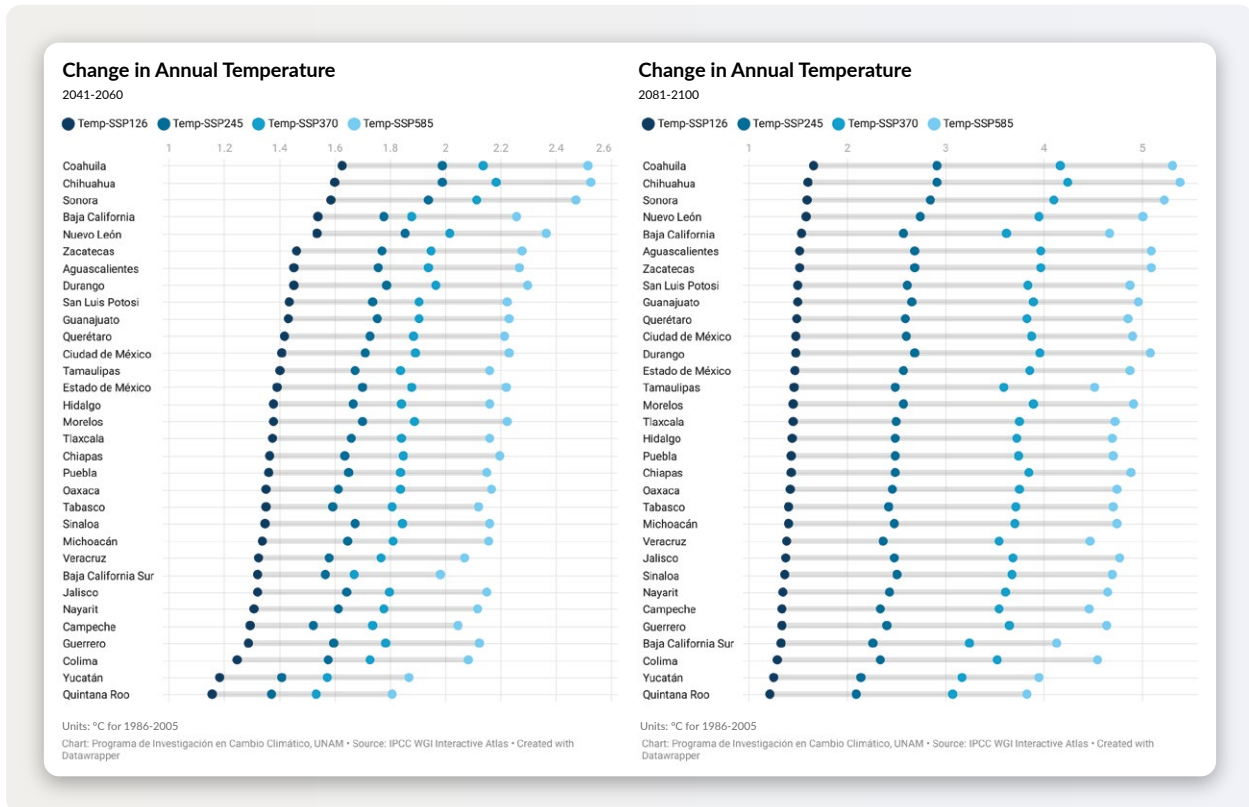 Change in Annual Temperature
2041-2060
Temp-SSP126 Temp-SSP245 Temp-SSP370 Temp-SSP585
1 1.2 1.4 1.6 1.8 2 2.2 2.4 2.6
Coahuila
Chihuahua
Sonora
Baja California
Nuevo León
Zacatecas
Aguascalientes
Durango
San Luis Potosi
Guanajuato
Querétaro
Ciudad de México
Tamaulipas
Estado de México
Hidalgo
Morelos
Tlaxcala
Chiapas
Puebla
Oaxaca
Tabasco
Sinaloa
Michoacán
Veracruz
Baja California Sur
Jalisco
Nayarit
Campeche
Guerrero
Colima
Yucatán
Quintana Roo
Units: °C for 1986-2005
Chart: Programa de Investigación en Cambio Climático, UNAM • Source: IPCC WGI Interactive Atlas • Created with
Datawrapper
Change in Annual Temperature
2081-2100
Temp-SSP126 Temp-SSP245 Temp-SSP370 Temp-SSP585
1 2 3 4 5
Coahuila
Chihuahua
Sonora
Nuevo León
Baja California
Aguascalientes
Zacatecas
San Luis Potosi
Guanajuato
Querétaro
Ciudad de México
Durango
Estado de México
Tamaulipas
Morelos
Tlaxcala
Hidalgo
Puebla
Chiapas
Oaxaca
Tabasco
Michoacán
Veracruz
Jalisco
Sinaloa
Nayarit
Campeche
Guerrero
Baja California Sur
Colima
Yucatán
Quintana Roo
Units: °C for 1986-2005
Chart: Programa de Investigación en Cambio Climático, UNAM • Source: IPCC WGI Interactive Atlas • Created with
Datawrapper